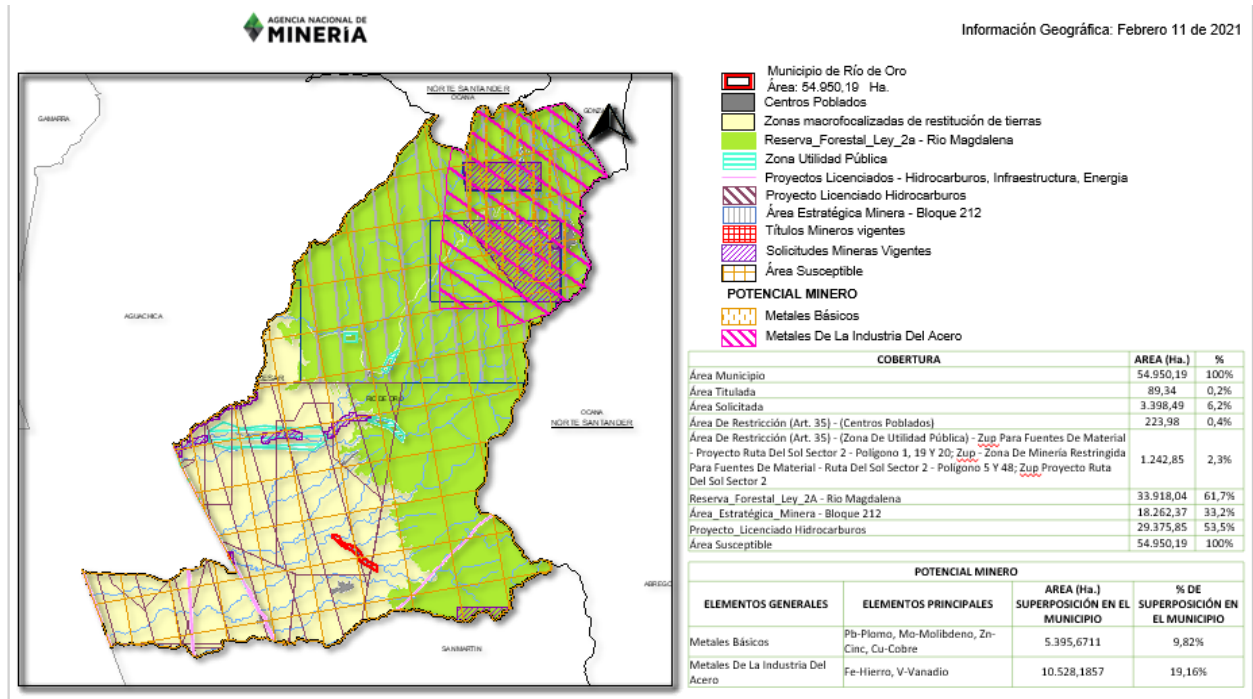 AGENCIA NACIONAL DE
MINERÍA
Información Geográfica: Febrero 11 de 2021
NORTE SANTANDER
OCANA
GAMARRA
AGUACHICA
RIO DE ORO
OCANA
NORTE SANTANDER
ABREGO
SAN MARTIN
Municipio de Río de Oro
Área: 54.950,19 Ha.
Centros Poblados
Zonas macrofocalizadas de restitución de tierras
Reserva_Forestal_Ley_2a - Rio Magdalena
Zona Utilidad Pública
Proyectos Licenciados - Hidrocarburos, Infraestructura, Energia
Proyecto Licenciado Hidrocarburos
Área Estratégica Minera - Bloque 212
Títulos Mineros vigentes
Solicitudes Mineras Vigentes
Área Susceptible
POTENCIAL MINERO
Metales Básicos
Metales De La Industria Del Acero
COBERTURA AREA (Ha.) %
Área Municipio 54.950,19 100%
Área Titulada 89,34 0,2%
Área Solicitada 3.398,49 6,2%
Área De Restricción (Art. 35) - (Centros Poblados) 223,98 0,4%
Área De Restricción (Art. 35) - (Zona De Utilidad Pública) - Zup Para Fuentes De Material
- Proyecto Ruta Del Sol Sector 2 - Polígono 1, 19 Y 20; Zup - Zona De Minería Restringida
Para Fuentes De Material - Ruta Del Sol Sector 2 - Polígono 5 Y 48; Zup Proyecto Ruta
Del Sol Sector 2 1.242,85 2,3%
Reserva_Forestal_Ley_2A - Rio Magdalena 33.918,04 61,7%
Área_Estratégica_Minera - Bloque 212 18.262,37 33,2%
Proyecto_Licenciado Hidrocarburos 29.375,85 53,5%
Área Susceptible 54.950,19 100%
POTENCIAL MINERO
ELEMENTOS GENERALES ELEMENTOS PRINCIPALES AREA (Ha.) SUPERPOSICIÓN EN EL MUNICIPIO % DE SUPERPOSICIÓN EN EL MUNICIPIO
Metales Básicos Pb-Plomo, Mo-Molibdeno, Zn-
Cinc, Cu-Cobre 5.395,6711 9,82%
Metales De La Industria Del
Acero Fe-Hierro, V-Vanadio 10.528,1857 19,16%